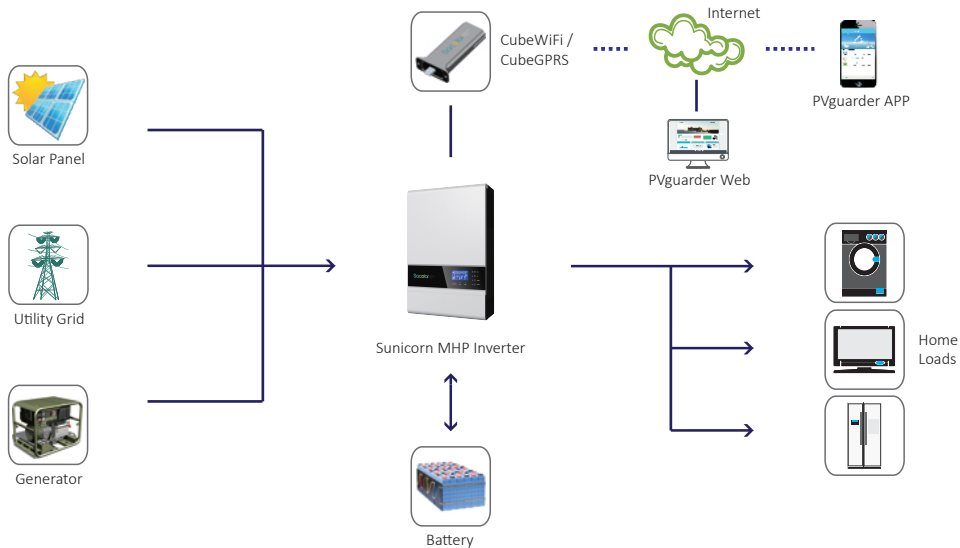 Internet
CubeWiFi /
CubeGPRS
PVguarder APP
Solar Panel
PVguarder Web
Utility Grid
Home
Loads
Sunicorn MHP Inverter
Generator
Battery